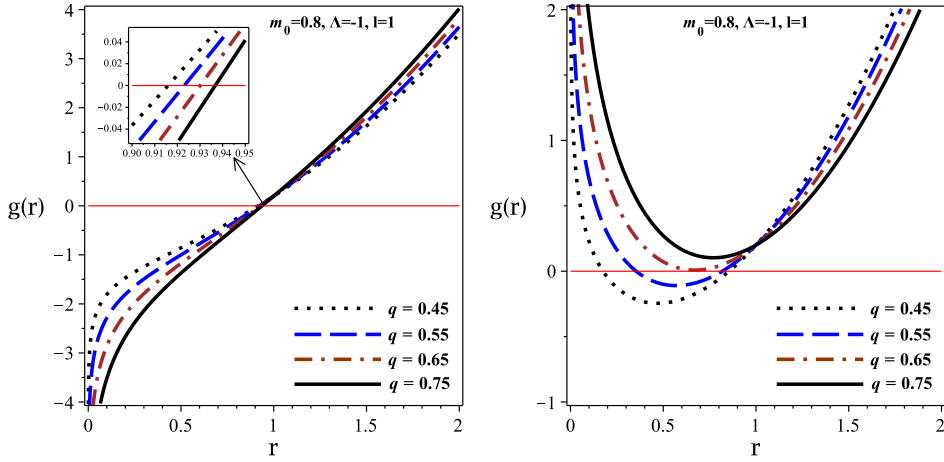 m0=0.8, Λ=-1, l=1
4
3
2
1
0
−1
−2
−3
−4
g(r)
0.04
0.02
0
−0.02
−0.04
0.90 0.91 0.92 0.93 0.94 0.95
q = 0.45
q = 0.55
q = 0.65
q = 0.75
0 0.5 1 1.5 2
r
m0=0.8, Λ=-1, l=1
2
1
0
−1
g(r)
q = 0.45
q = 0.55
q = 0.65
q = 0.75
0 0.5 1 1.5 2
r